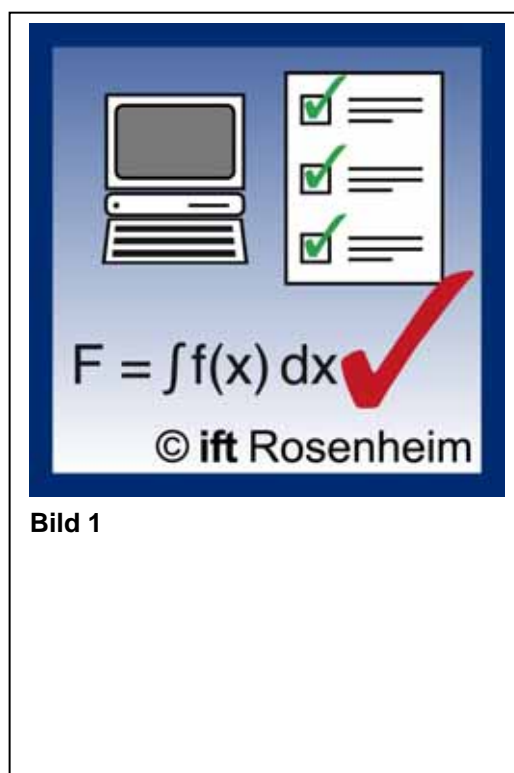 F = ∫f(x) dx
© ift Rosenheim
Bild 1